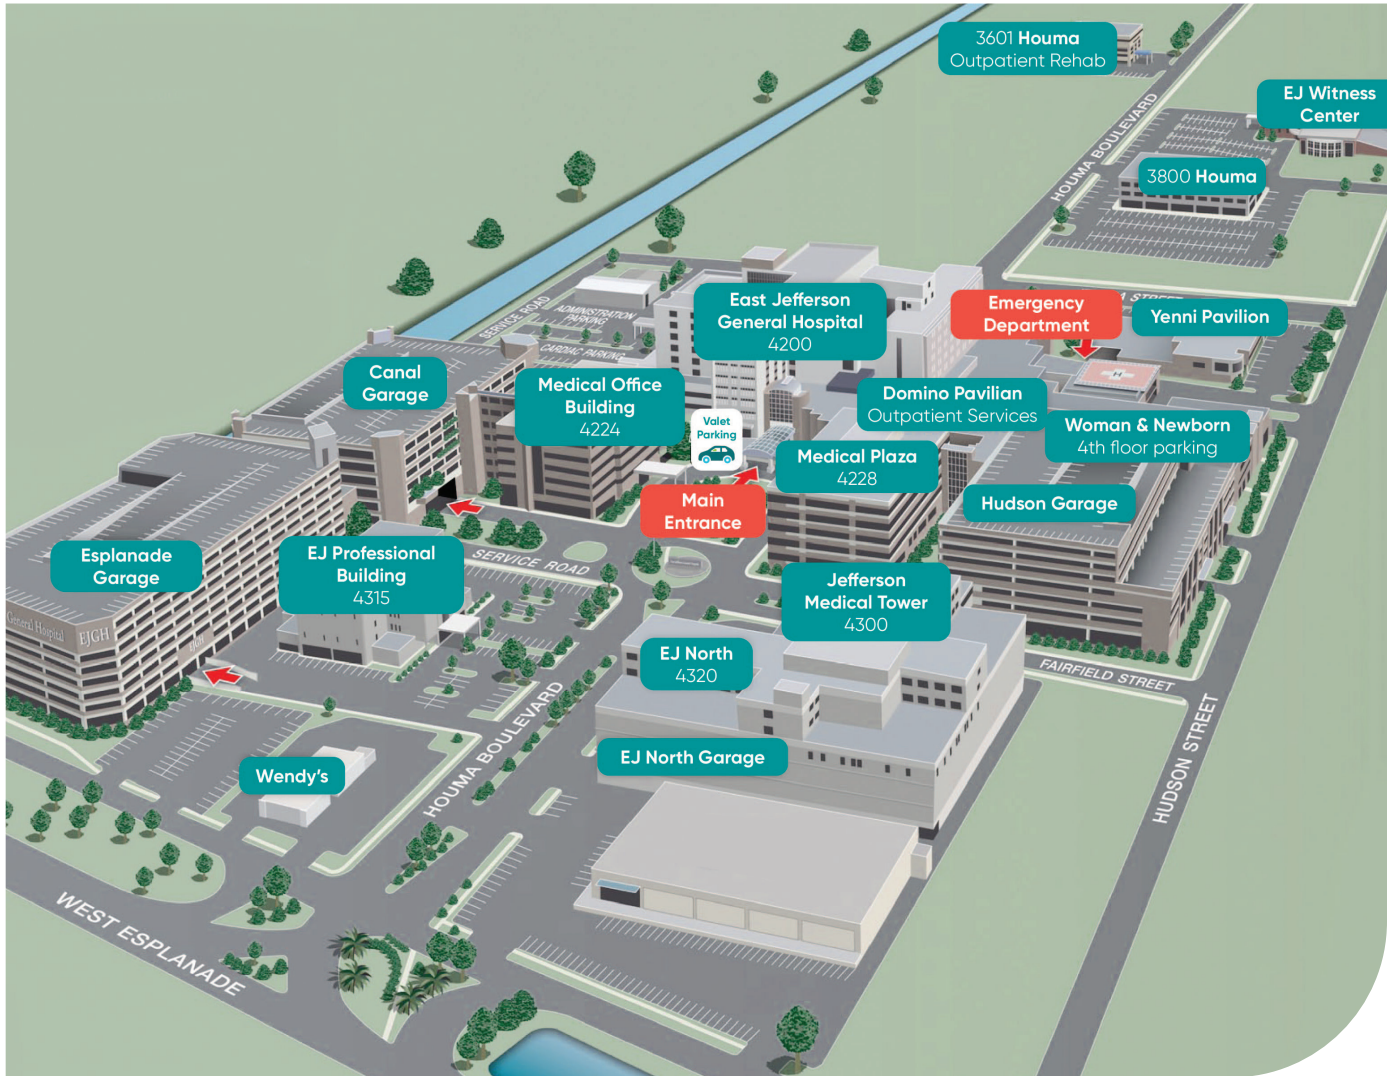 3601 Houma
Outpatient Rehab
EJ Witness
Center
HOUMA BOULEVARD
3800 Houma
East Jefferson
General Hospital
4200
Emergency
Department
STREET
Yenni Pavilion
SERVICE ROAD
ADMINISTRATION
PARKING
CARDIAC PARKING
Canal
Garage
Medical Office
Building
4224
Valet
Parking
Domino Pavilian
Outpatient Services
H
Woman & Newborn
4th floor parking
Medical Plaza
4228
Main
Entrance
Hudson Garage
Esplanade
Garage
EJ Professional
Building
4315
SERVICE ROAD
Jefferson
Medical Tower
4300
General Hospital
EJGH
EJGH
EJ North
4320
FAIRFIELD STREET
HOUMA BOULEVARD
HUDSON STREET
EJ North Garage
Wendy's
WEST ESPLANADE